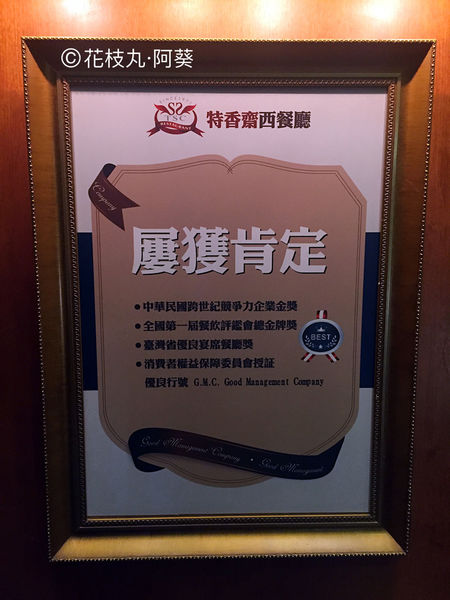 ©花枝丸·阿葵
SS
TSC
RESTAURANT
特香齋西餐廳
Company
屢獲肯定
●中華民國跨世紀競爭力企業金獎
●全國第一屆餐飲評鑑會總金牌獎
●臺灣省優良宴席餐廳獎
●消費者權益保障委員會授証
優良行號 G.M.C. Good Management Company
BEST
Good Management Company • Good Management